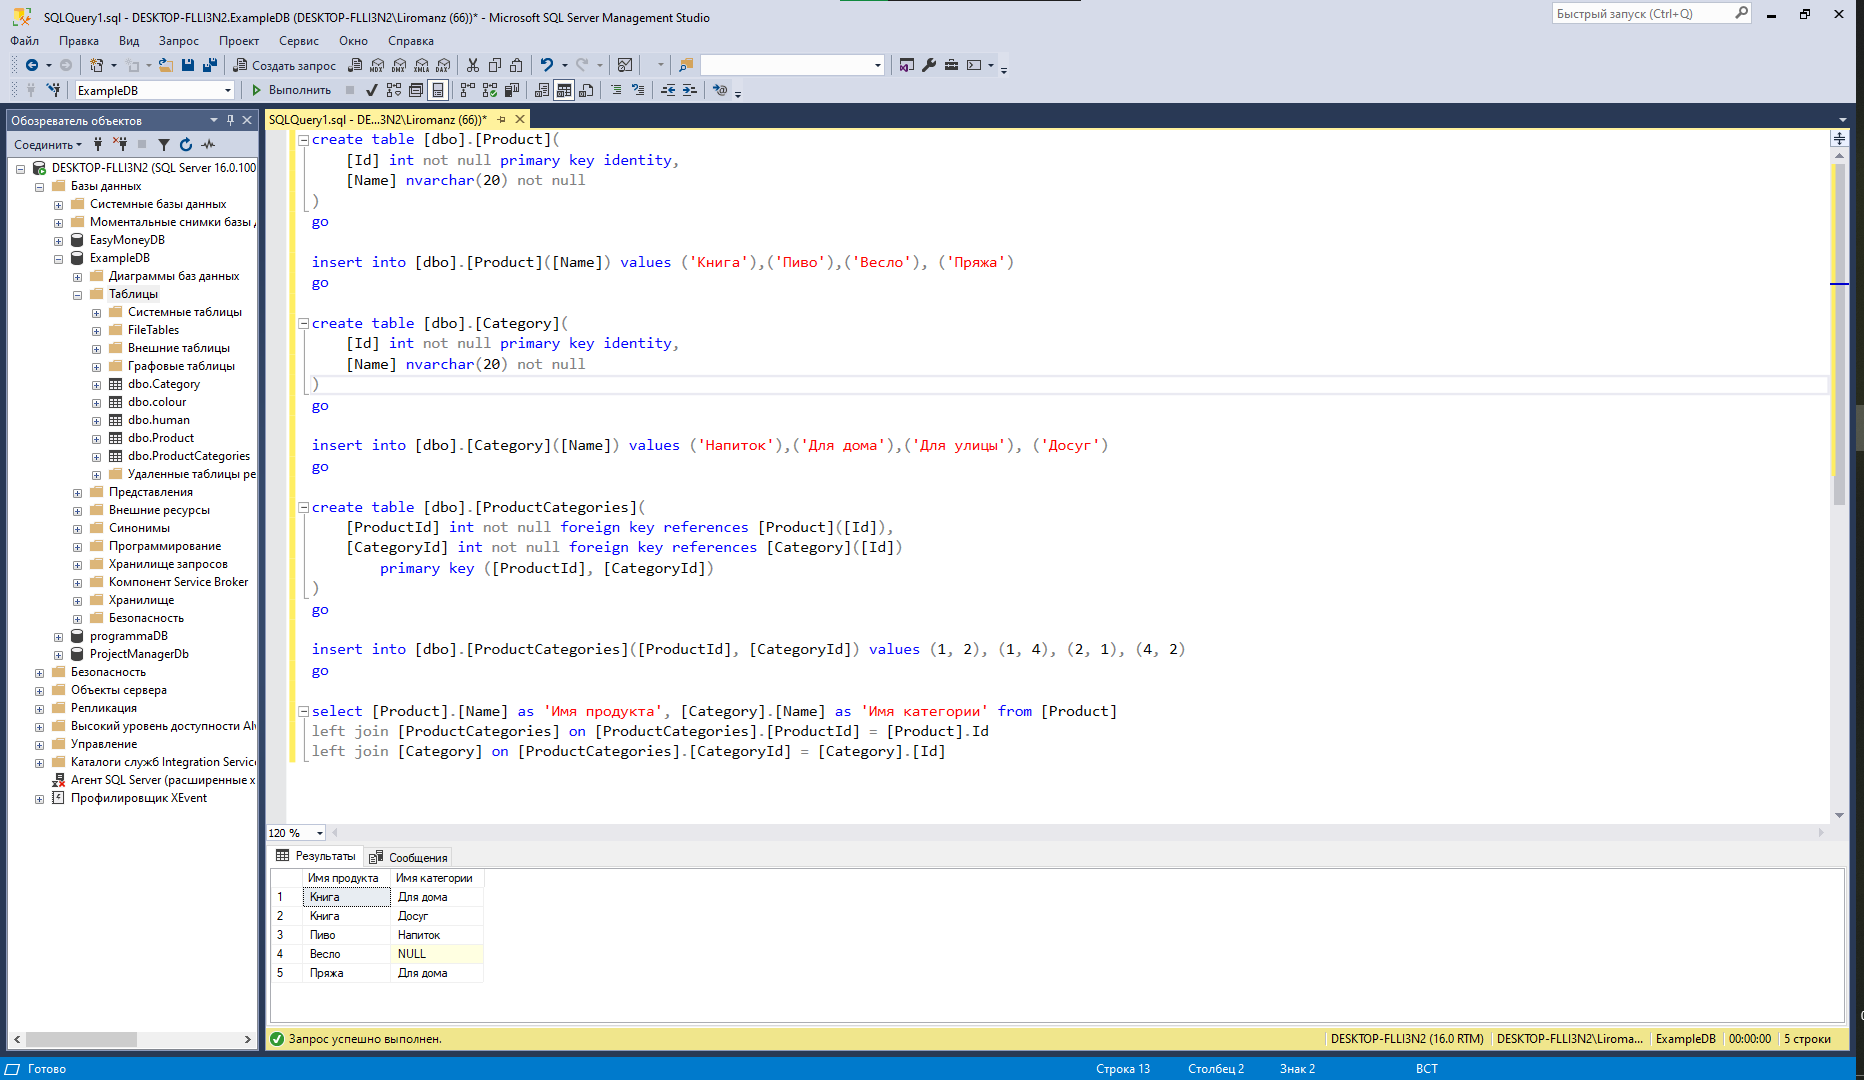 SQLQuery1.sql - DESKTOP-FLLI3N2.ExampleDB (DESKTOP-FLLI3N2\Liromanz (66))* - Microsoft SQL Server Management Studio
Быстрый запуск (Ctrl+Q)
Файл Правка Вид Запрос Проект Сервис Окно Справка
Создать запрос MDX DMX XMLA DAX
ExampleDB Выполнить
Обозреватель объектов
Соединить
DESKTOP-FLLI3N2 (SQL Server 16.0.100
Базы данных
Системные базы данных
Моментальные снимки базы
EasyMoneyDB
ExampleDB
Диаграммы баз данных
Таблицы
Системные таблицы
FileTables
Внешние таблицы
Графовые таблицы
dbo.Category
dbo.colour
dbo.human
dbo.Product
dbo.ProductCategories
Удаленные таблицы ре
Представления
Внешние ресурсы
Синонимы
Программирование
Хранилище запросов
Компонент Service Broker
Хранилище
Безопасность
programmaDB
ProjectManagerDb
Безопасность
Объекты сервера
Репликация
Высокий уровень доступности Al
Управление
Каталоги служб Integration Servic
Агент SQL Server (расширенные х
Профилировщик XEvent
SQLQuery1.sql - DE...3N2\Liromanz (66))*
create table [dbo].[Product](
[Id] int not null primary key identity,
[Name] nvarchar(20) not null
)
go
insert into [dbo].[Product]([Name]) values ('Книга'),('Пиво'),('Весло'), ('Пряжа')
go
create table [dbo].[Category](
[Id] int not null primary key identity,
[Name] nvarchar(20) not null
)
go
insert into [dbo].[Category]([Name]) values ('Напиток'),('Для дома'),('Для улицы'), ('Досуг')
go
create table [dbo].[ProductCategories](
[ProductId] int not null foreign key references [Product]([Id]),
[CategoryId] int not null foreign key references [Category]([Id])
primary key ([ProductId], [CategoryId])
)
go
insert into [dbo].[ProductCategories]([ProductId], [CategoryId]) values (1, 2), (1, 4), (2, 1), (4, 2)
go
select [Product].[Name] as 'Имя продукта', [Category].[Name] as 'Имя категории' from [Product]
left join [ProductCategories] on [ProductCategories].[ProductId] = [Product].Id
left join [Category] on [ProductCategories].[CategoryId] = [Category].[Id]
120 %
Результаты Сообщения
Имя продукта Имя категории
1 Книга Для дома
2 Книга Досуг
3 Пиво Напиток
4 Весло NULL
5 Пряжа Для дома
Запрос успешно выполнен.
DESKTOP-FLLI3N2 (16.0 RTM) DESKTOP-FLLI3N2\Liroma... ExampleDB 00:00:00 5 строки
Готово Строка 13 Столбец 2 Знак 2 ВСТ